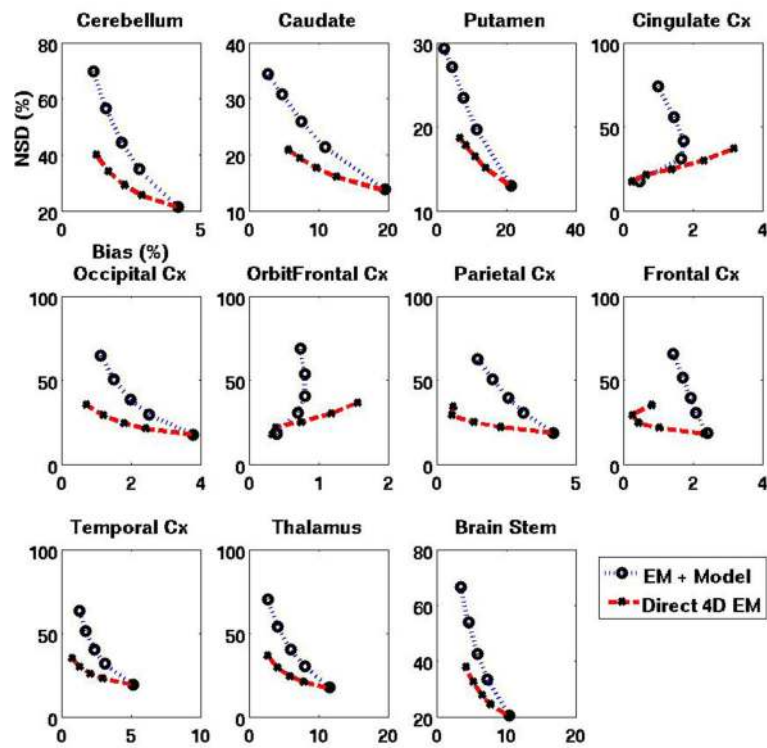 Cerebellum Caudate Putamen Cingulate Cx
80 40 30 100
60 30
NSD (%)
20 50
40 20
20 10 10 0
0 5 0 10 20 0 20 40 0 2 4
Bias (%)
Occipital Cx OrbitFrontal Cx Parietal Cx Frontal Cx
100 100 100 100
50 50 50 50
0 0 0 0
0 2 4 0 1 2 0 5 0 2 4
Temporal Cx Thalamus Brain Stem
100 100 80
60
50 50
40
0 0 20
0 5 10 0 10 20 0 10 20
EM + Model
Direct 4D EM